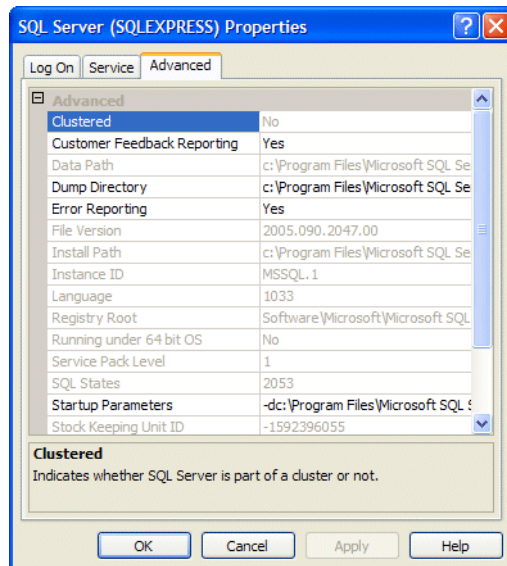 SQL Server (SQLEXPRESS) Properties
Log On Service Advanced
Advanced
Clustered No
Customer Feedback Reporting Yes
Data Path c:\Program Files\Microsoft SQL Se
Dump Directory c:\Program Files\Microsoft SQL Se
Error Reporting Yes
File Version 2005.090.2047.00
Install Path c:\Program Files\Microsoft SQL Se
Instance ID MSSQL.1
Language 1033
Registry Root Software\Microsoft\Microsoft SQL
Running under 64 bit OS No
Service Pack Level 1
SQL States 2053
Startup Parameters -dc:\Program Files\Microsoft SQL S
Stock Keeping Unit ID -1592396055
Clustered
Indicates whether SQL Server is part of a cluster or not.
OK Cancel Apply Help